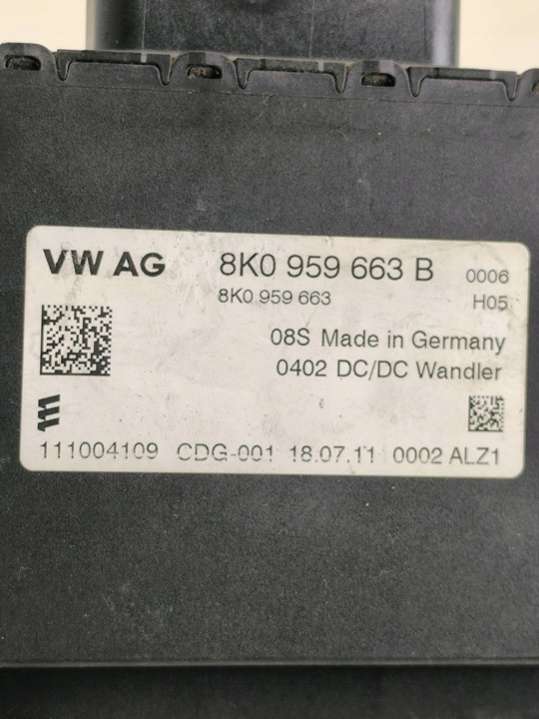 VW AG 8K0 959 663 B 0006
8K0 959 663 H05
08S Made in Germany
0402 DC/DC Wandler
111004109 CDG-001 18.07.11 0002 ALZ1